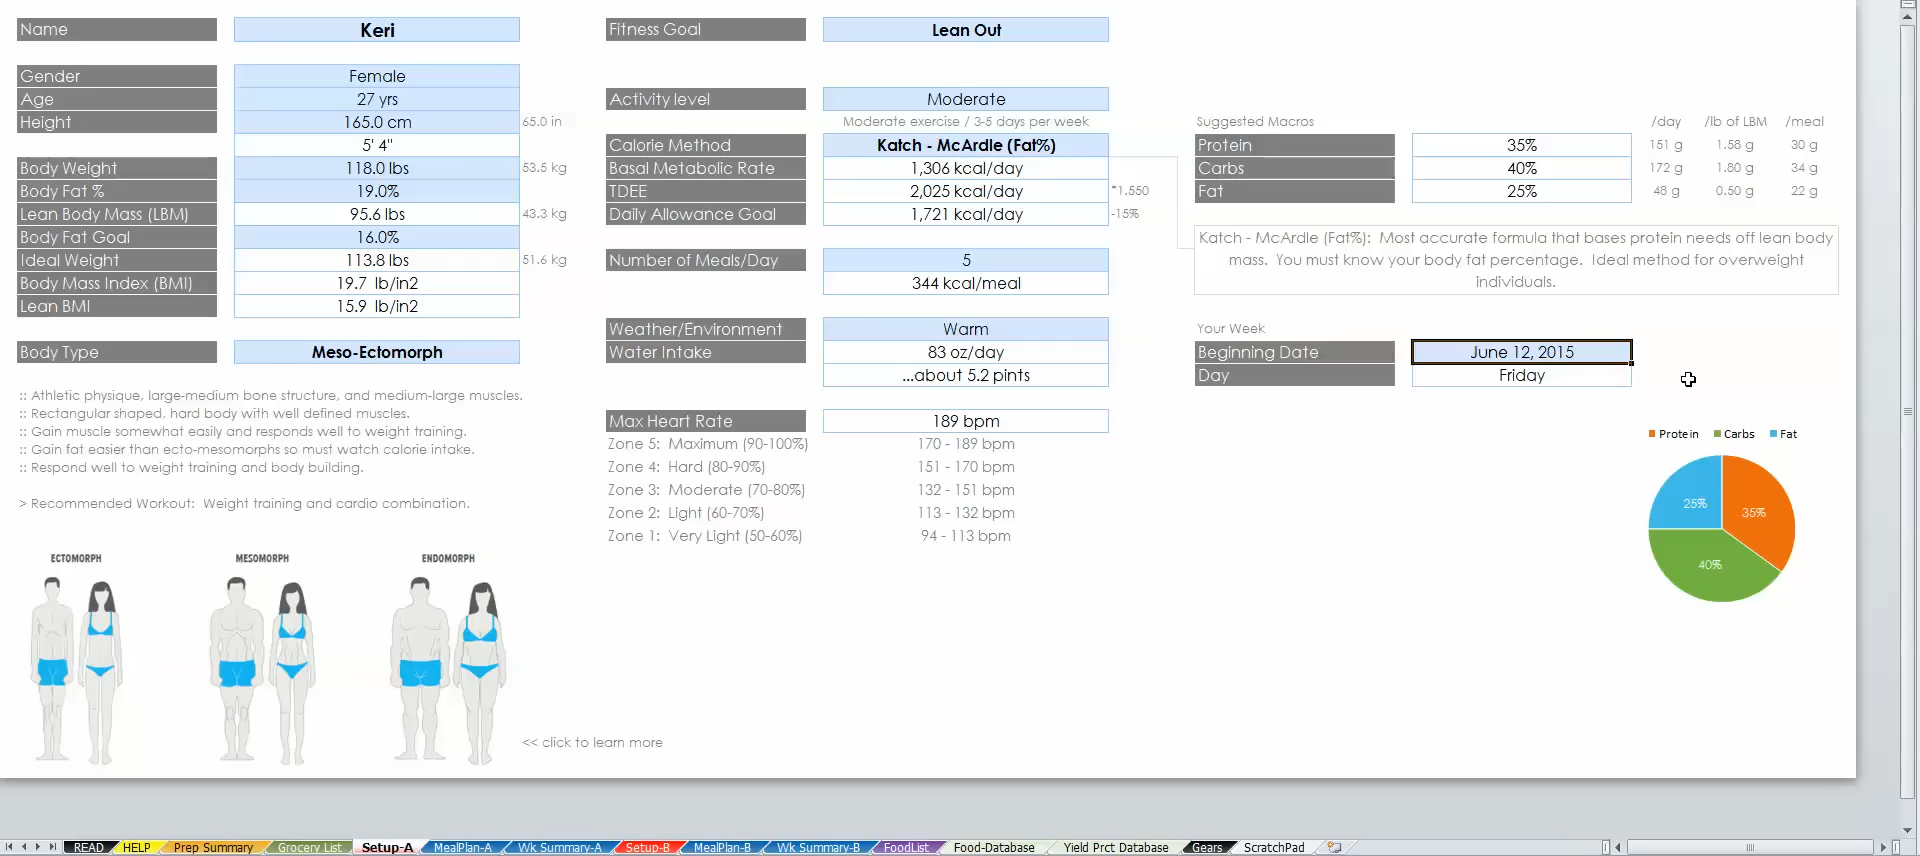 Name Keri
Gender Female
Age 27 yrs
Height 165.0 cm 65.0 in
5' 4"
Body Weight 118.0 lbs 53.5 kg
Body Fat % 19.0%
Lean Body Mass (LBM) 95.6 lbs 43.3 kg
Body Fat Goal 16.0%
Ideal Weight 113.8 lbs 51.6 kg
Body Mass Index (BMI) 19.7 lb/in2
Lean BMI 15.9 lb/in2
Body Type Meso-Ectomorph
:: Athletic physique, large-medium bone structure, and medium-large muscles.
:: Rectangular shaped, hard body with well defined muscles.
:: Gain muscle somewhat easily and responds well to weight training.
:: Gain fat easier than ecto-mesomorphs so must watch calorie intake.
:: Respond well to weight training and body building.
> Recommended Workout: Weight training and cardio combination.
ECTOMORPH MESOMORPH ENDOMORPH
<< click to learn more
Fitness Goal Lean Out
Activity level Moderate
Moderate exercise / 3-5 days per week
Calorie Method Katch - McArdle (Fat%)
Basal Metabolic Rate 1,306 kcal/day
TDEE 2,025 kcal/day *1.550
Daily Allowance Goal 1,721 kcal/day -15%
Number of Meals/Day 5
344 kcal/meal
Weather/Environment Warm
Water Intake 83 oz/day
...about 5.2 pints
Max Heart Rate 189 bpm
Zone 5: Maximum (90-100%) 170 - 189 bpm
Zone 4: Hard (80-90%) 151 - 170 bpm
Zone 3: Moderate (70-80%) 132 - 151 bpm
Zone 2: Light (60-70%) 113 - 132 bpm
Zone 1: Very Light (50-60%) 94 - 113 bpm
Suggested Macros /day /lb of LBM /meal
Protein 35% 151 g 1.58 g 30 g
Carbs 40% 172 g 1.80 g 34 g
Fat 25% 48 g 0.50 g 22 g
Katch - McArdle (Fat%): Most accurate formula that bases protein needs off lean body
mass. You must know your body fat percentage. Ideal method for overweight
individuals.
Your Week
Beginning Date June 12, 2015
Day Friday
Protein Carbs Fat
25% 35%
40%
READ HELP Prep Summary Grocery List Setup-A MealPlan-A Wk Summary-A Setup-B MealPlan-B Wk Summary-B FoodList Food-Database Yield Prct Database Gears ScratchPad